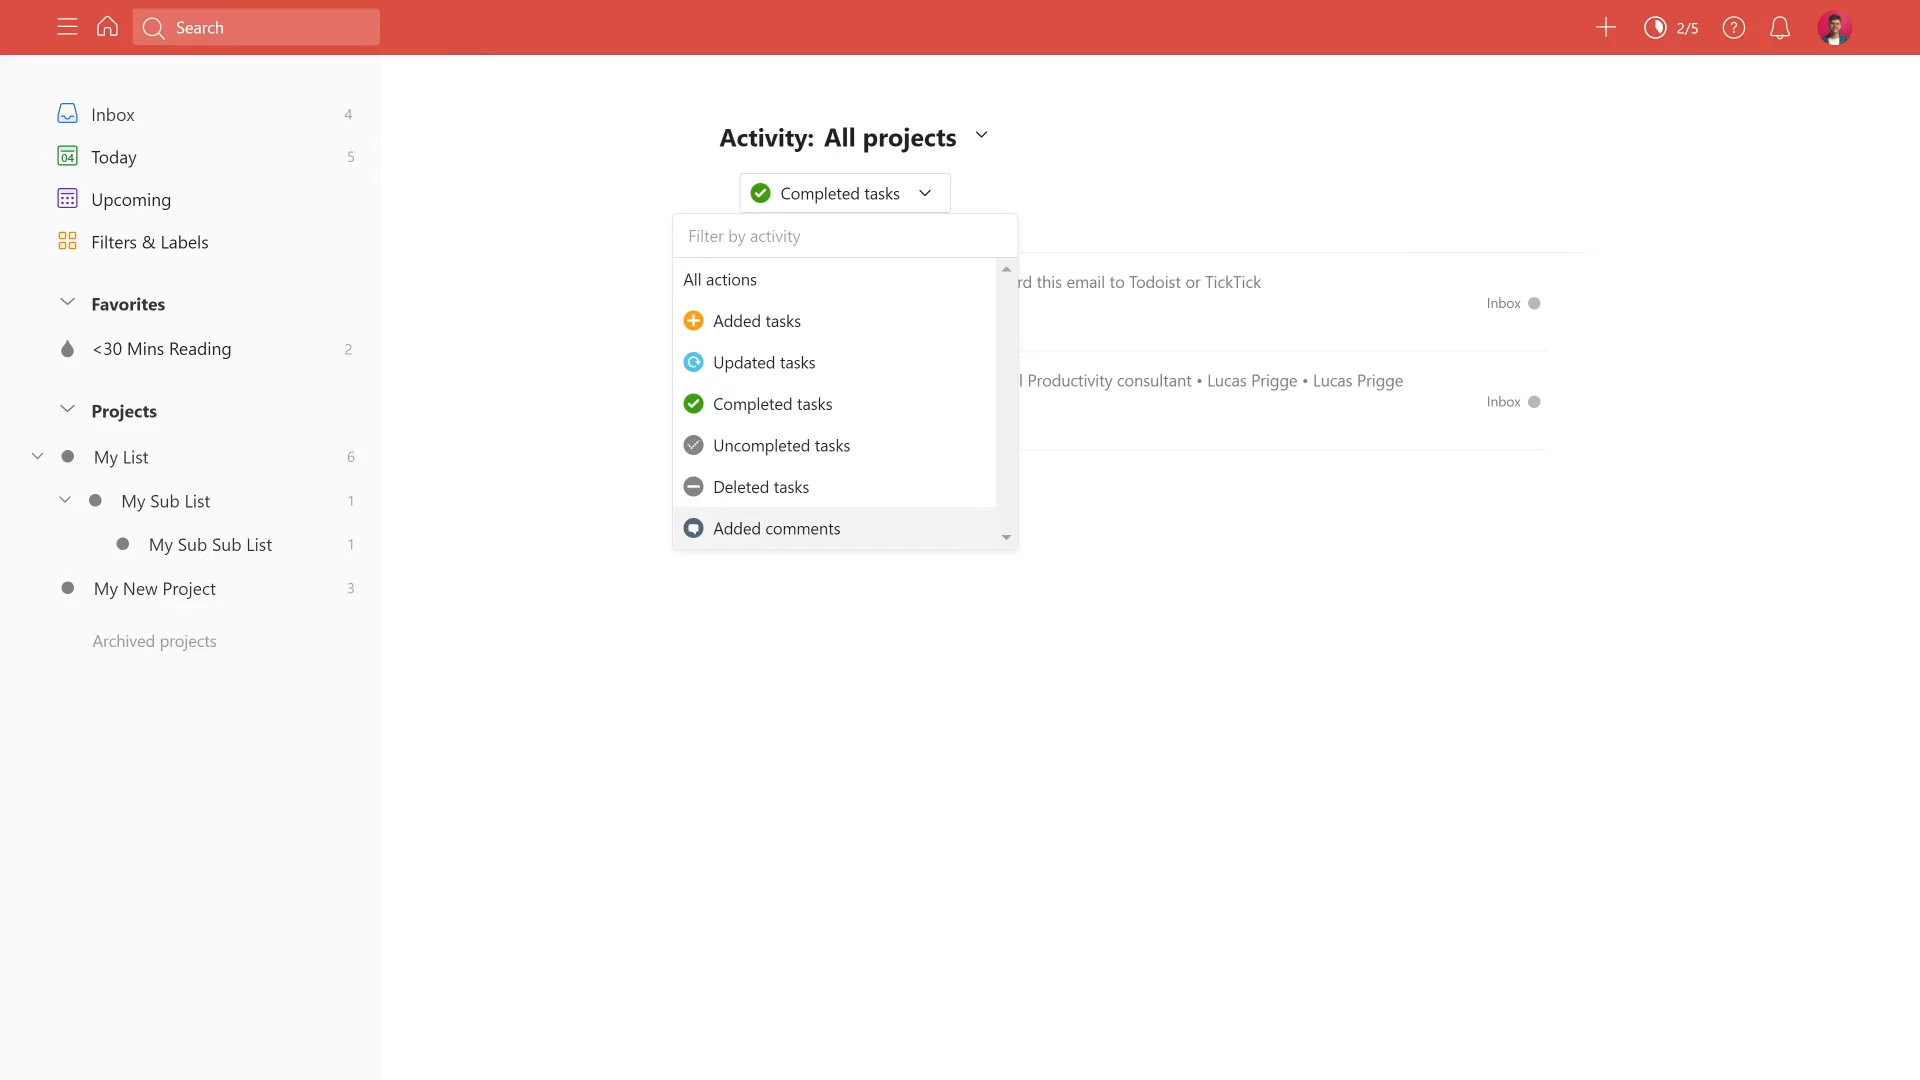 Search
2/5
Inbox 4
04
Today 5
Upcoming
Filters & Labels
Favorites
<30 Mins Reading 2
Projects
My List 6
My Sub List 1
My Sub Sub List 1
My New Project 3
Archived projects
Activity: All projects
Completed tasks
Filter by activity
All actions
Added tasks
Updated tasks
Completed tasks
Uncompleted tasks
Deleted tasks
Added comments
this email to Todoist or TickTick
Inbox
Productivity consultant • Lucas Prigge • Lucas Prigge
Inbox